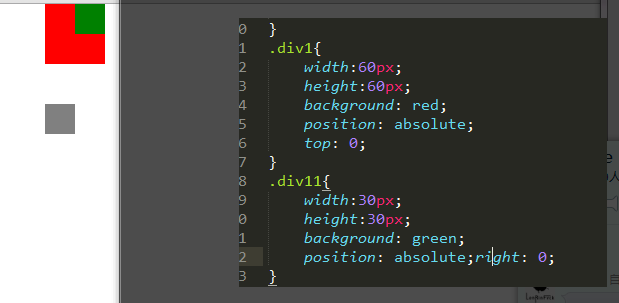 0 }
1 .div1{
2 width:60px;
3 height:60px;
4 background: red;
5 position: absolute;
6 top: 0;
7 }
8 .div11{
9 width:30px;
0 height:30px;
1 background: green;
2 position: absolute;right: 0;
3 }